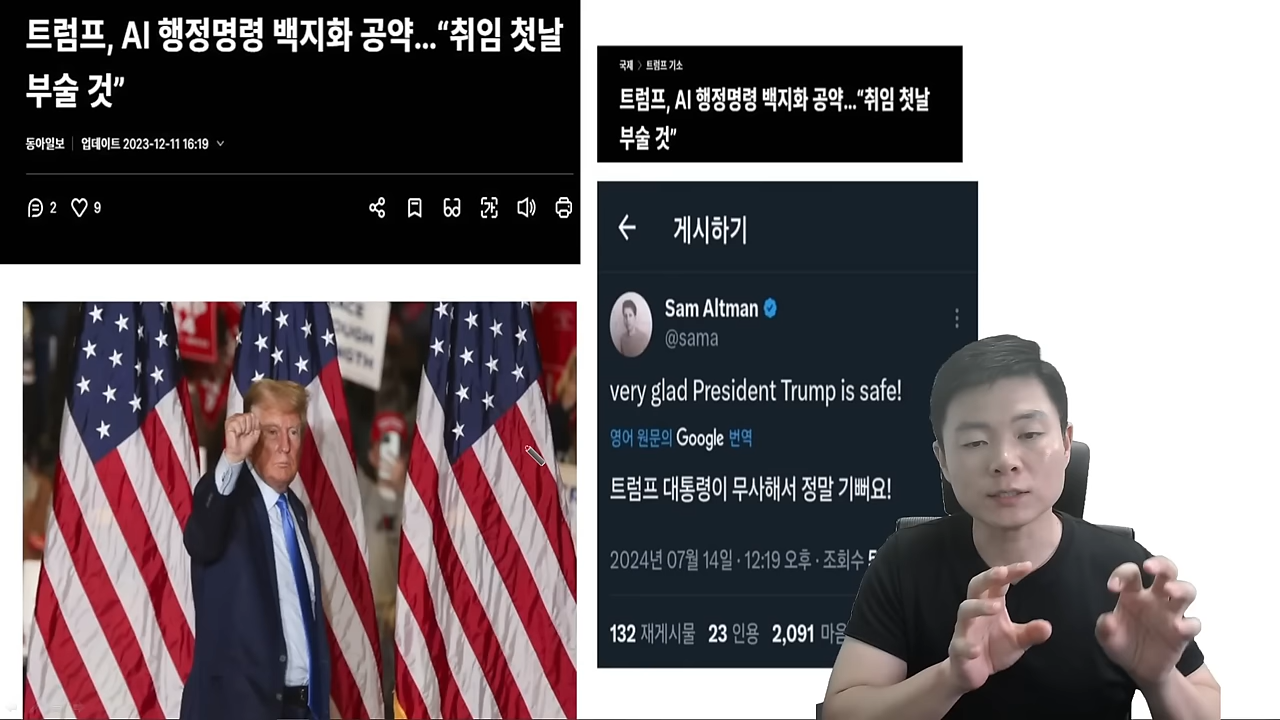 트럼프, AI 행정명령 백지화 공약...“취임 첫날
부술 것”
동아일보 업데이트 2023-12-11 16:19
2 9
가
국제 > 트럼프 기소
트럼프, AI 행정명령 백지화 공약...“취임 첫날
부술 것”
게시하기
Sam Altman
@sama
very glad President Trump is safe!
영어 원문의 Google 번역
트럼프 대통령이 무사해서 정말 기뻐요!
2024년 07월 14일 · 12:19 오후 · 조회수
132 재게시물 23 인용 2,091 마음